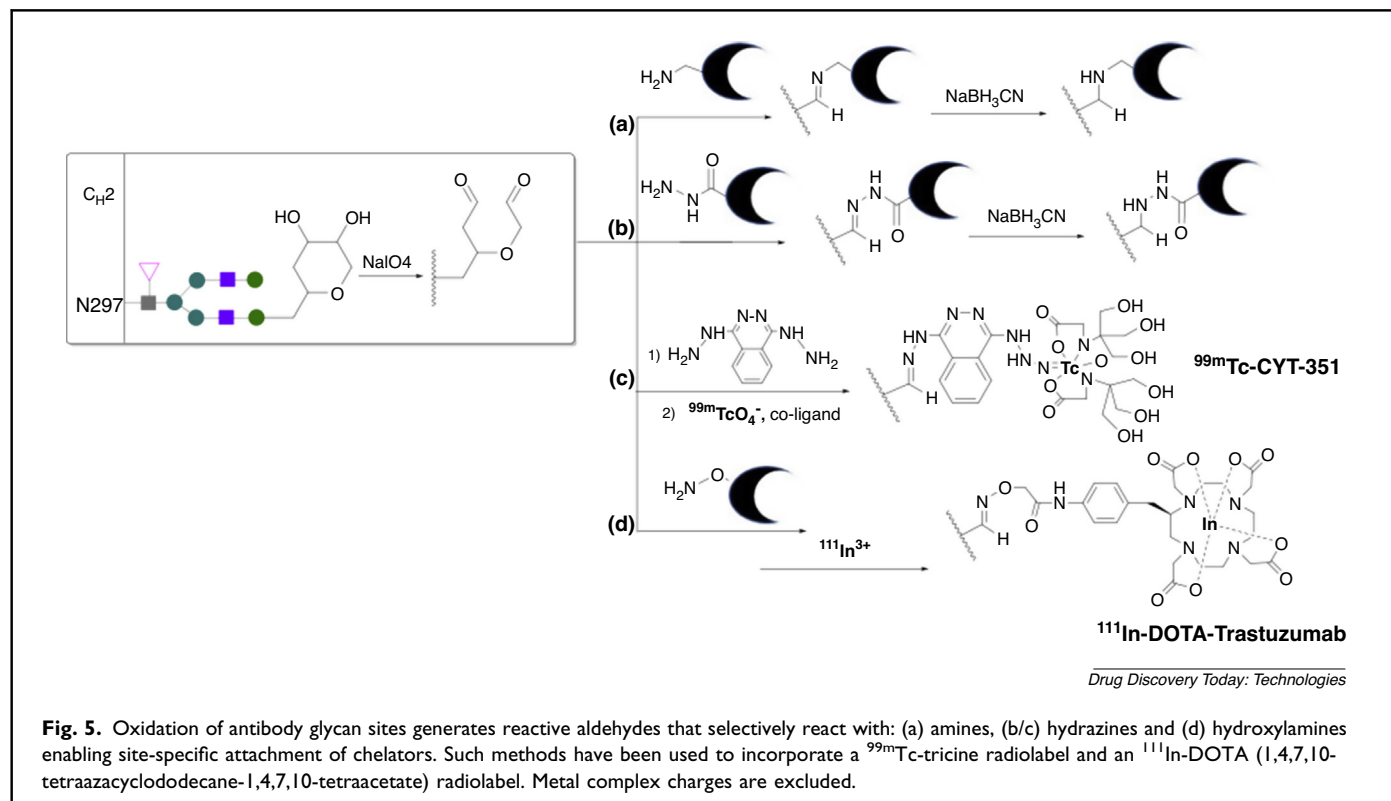 H₂N
N
H
NaBH₃CN
HN
H
(a)
O
H₂N
N
H
H
N
N
O
H
NaBH₃CN
H
N
HN
O
H
(b)
C_H2
N297
HO
OH
O
NaIO4
O
O
O
N-N
NH
NH
1) H₂N
NH₂
(c)
2) ⁹⁹ᵐTcO₄⁻, co-ligand
N-N
HN
NH
N
HN
N
H
O
O
N
Tc
O
O
N
O
OH
OH
OH
OH
OH
OH
⁹⁹ᵐTc-CYT-351
H₂N
O
(d)
¹¹¹In³⁺
O
N
H
O
H
N
O
O
O
O
N
N
In
N
N
O
O
O
O
¹¹¹In-DOTA-Trastuzumab
Drug Discovery Today: Technologies
Fig. 5. Oxidation of antibody glycan sites generates reactive aldehydes that selectively react with: (a) amines, (b/c) hydrazines and (d) hydroxylamines
enabling site-specific attachment of chelators. Such methods have been used to incorporate a ⁹⁹ᵐTc-tricine radiolabel and an ¹¹¹In-DOTA (1,4,7,10-
tetraazacyclododecane-1,4,7,10-tetraacetate) radiolabel. Metal complex charges are excluded.